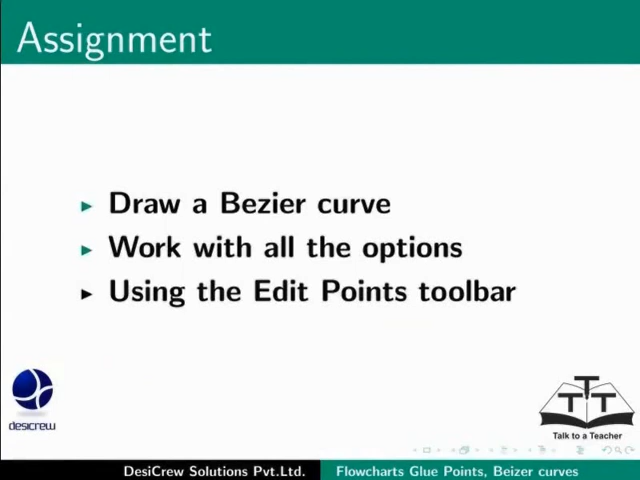 Assignment
Draw a Bezier curve
Work with all the options
Using the Edit Points toolbar
desicrew
TTT
Talk to a Teacher
DesiCrew Solutions Pvt.Ltd. Flowcharts Glue Points, Beizer curves